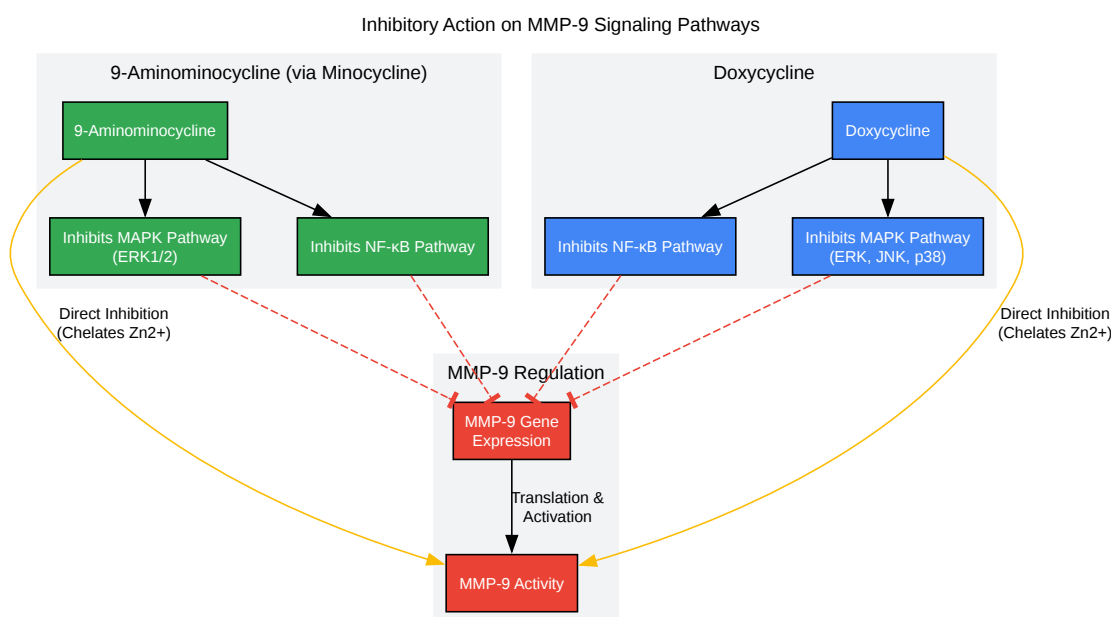 Inhibitory Action on MMP-9 Signaling Pathways
9-Aminominocycline (via Minocycline)
Doxycycline
9-Aminominocycline
Doxycycline
Inhibits MAPK Pathway
(ERK1/2)
Inhibits NF-κB Pathway
Inhibits NF-κB Pathway
Inhibits MAPK Pathway
(ERK, JNK, p38)
Direct Inhibition
(Chelates Zn2+)
Direct Inhibition
(Chelates Zn2+)
MMP-9 Regulation
MMP-9 Gene
Expression
Translation &
Activation
MMP-9 Activity